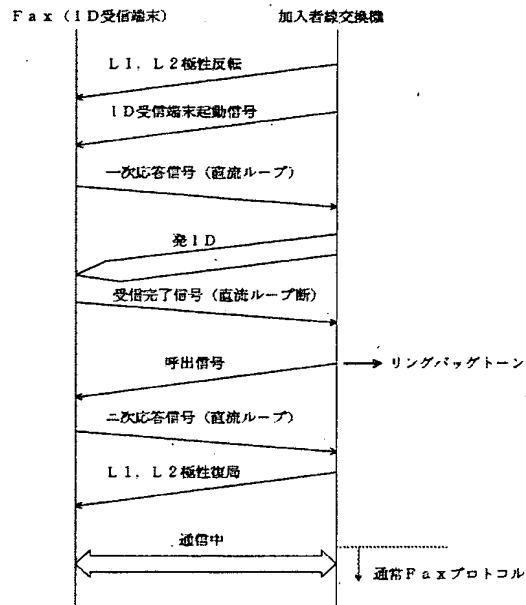 Ｆａｘ（ＩＤ受信端末）
加入者線交換機
Ｌ１，Ｌ２極性反転
ＩＤ受信端末起動信号
一次応答信号（直流ループ）
発ＩＤ
受信完了信号（直流ループ断）
呼出信号
リングバッグトーン
二次応答信号（直流ループ）
Ｌ１，Ｌ２極性復局
通信中
通常Ｆａｘプロトコル